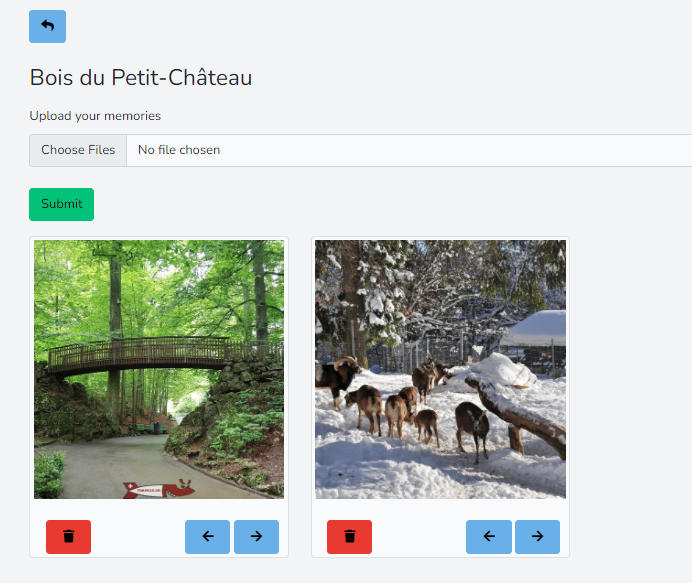 Bois du Petit-Château
Upload your memories
Choose Files No file chosen
Submit